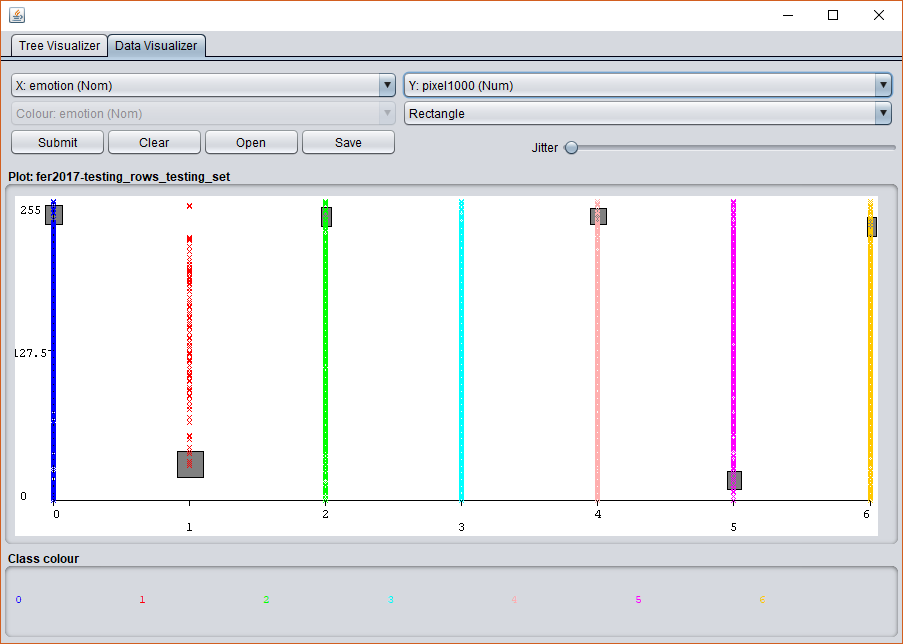 Tree Visualizer Data Visualizer
X: emotion (Nom) Y: pixel1000 (Num)
Colour: emotion (Nom) Rectangle
Submit Clear Open Save Jitter
Plot: fer2017-testing_rows_testing_set
255
127.5
0
0 2 4 6
1 3 5
Class colour
0 1 2 3 4 5 6